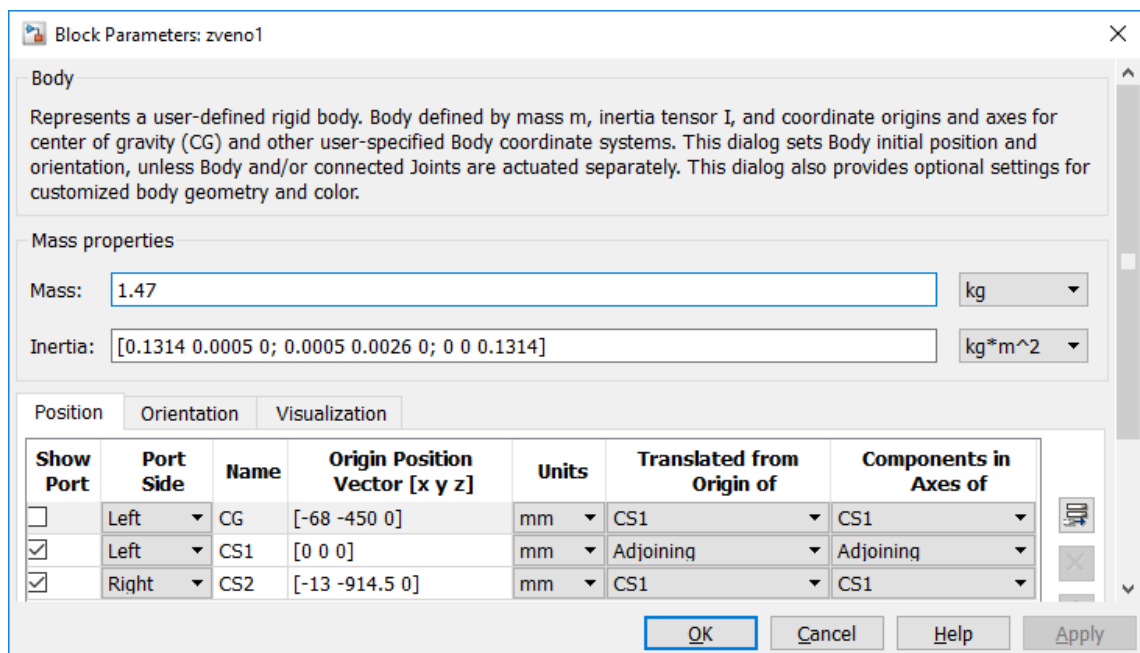 Block Parameters: zveno1
Body
Represents a user-defined rigid body. Body defined by mass m, inertia tensor I, and coordinate origins and axes for
center of gravity (CG) and other user-specified Body coordinate systems. This dialog sets Body initial position and
orientation, unless Body and/or connected Joints are actuated separately. This dialog also provides optional settings for
customized body geometry and color.
Mass properties
Mass: 1.47 kg
Inertia: [0.1314 0.0005 0; 0.0005 0.0026 0; 0 0 0.1314] kg*m^2
Position Orientation Visualization
Show Port Port Side Name Origin Position Vector [x y z] Units Translated from Origin of Components in Axes of
Left CG [-68 -450 0] mm CS1 CS1
Left CS1 [0 0 0] mm Adjoining Adjoining
Right CS2 [-13 -914.5 0] mm CS1 CS1
OK Cancel Help Apply